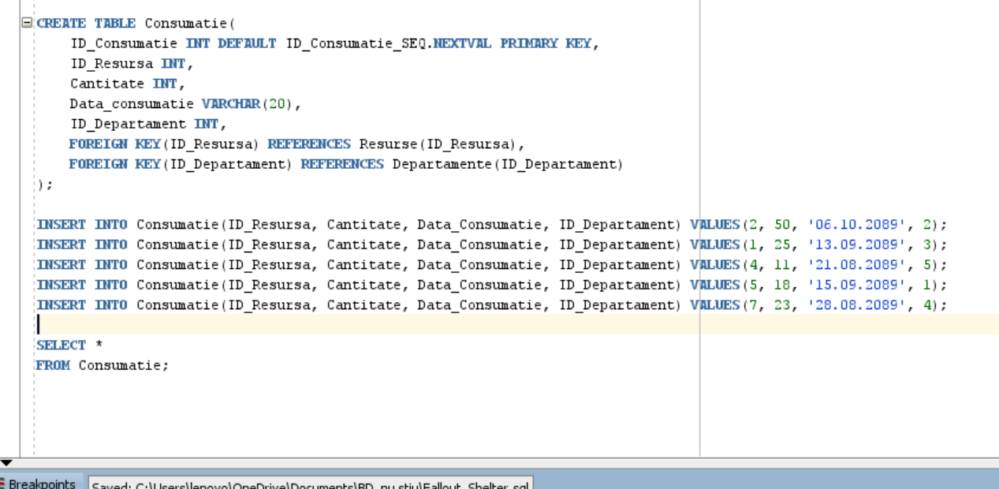 CREATE TABLE Consumatie(
ID_Consumatie INT DEFAULT ID_Consumatie_SEQ.NEXTVAL PRIMARY KEY,
ID_Resursa INT,
Cantitate INT,
Data_consumatie VARCHAR(20),
ID_Departament INT,
FOREIGN KEY(ID_Resursa) REFERENCES Resurse(ID_Resursa),
FOREIGN KEY(ID_Departament) REFERENCES Departamente(ID_Departament)
);
INSERT INTO Consumatie(ID_Resursa, Cantitate, Data_Consumatie, ID_Departament) VALUES(2, 50, '06.10.2089', 2);
INSERT INTO Consumatie(ID_Resursa, Cantitate, Data_Consumatie, ID_Departament) VALUES(1, 25, '13.09.2089', 3);
INSERT INTO Consumatie(ID_Resursa, Cantitate, Data_Consumatie, ID_Departament) VALUES(4, 11, '21.08.2089', 5);
INSERT INTO Consumatie(ID_Resursa, Cantitate, Data_Consumatie, ID_Departament) VALUES(5, 18, '15.09.2089', 1);
INSERT INTO Consumatie(ID_Resursa, Cantitate, Data_Consumatie, ID_Departament) VALUES(7, 23, '28.08.2089', 4);
SELECT *
FROM Consumatie;
Breakpoints Saved: C:\Users\lenovo\OneDrive\Documents\BD_nu stiu\Fallout_Shelter.sql